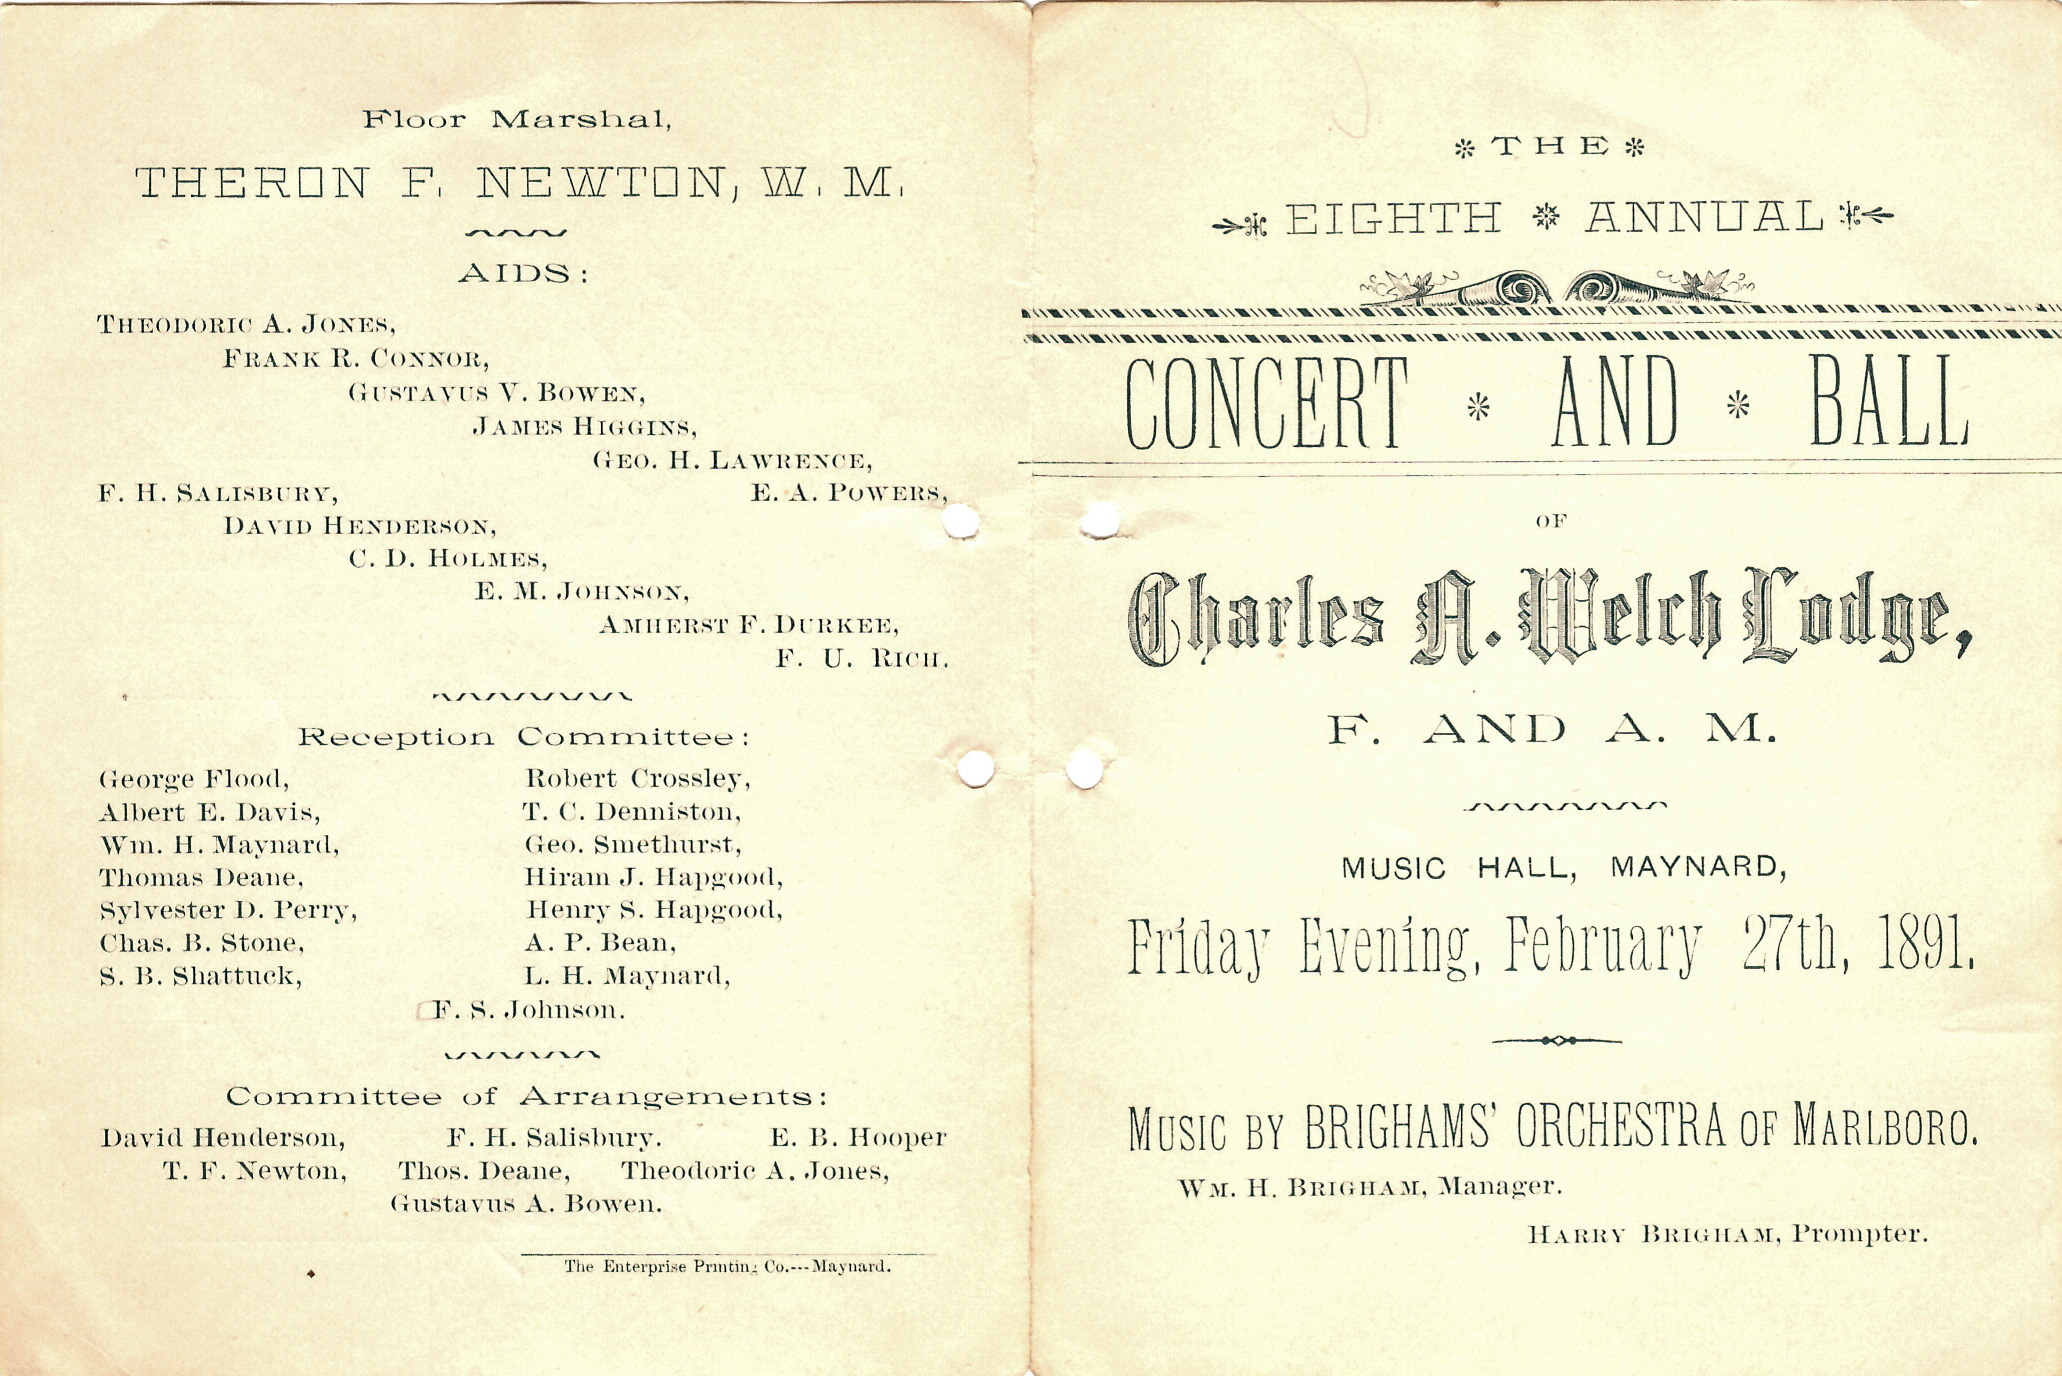 Floor Marshal,
THERON F. NEWTON, W. M.
AIDS:
THEODORIC A. JONES,
FRANK R. CONNOR,
GUSTAVUS V. BOWEN,
JAMES HIGGINS,
GEO. H. LAWRENCE,
F. H. SALISBURY, E. A. POWERS,
DAVID HENDERSON,
C. D. HOLMES,
E. M. JOHNSON,
AMHERST F. DURKEE,
F. U. RICH.
Reception Committee:
George Flood, Robert Crossley,
Albert E. Davis, T. C. Denniston,
Wm. H. Maynard, Geo. Smethurst,
Thomas Deane, Hiram J. Hapgood,
Sylvester D. Perry, Henry S. Hapgood,
Chas. B. Stone, A. P. Bean,
S. B. Shattuck, L. H. Maynard,
F. S. Johnson.
Committee of Arrangements:
David Henderson, F. H. Salisbury. E. B. Hooper
T. F. Newton, Thos. Deane, Theodoric A. Jones,
Gustavus A. Bowen.
The Enterprise Printing Co.---Maynard.
THE
EIGHTH ANNUAL
CONCERT AND BALL
OF
Charles A. Welch Lodge,
F. AND A. M.
MUSIC HALL, MAYNARD,
Friday Evening, February 27th, 1891.
MUSIC BY BRIGHAMS' ORCHESTRA OF MARLBORO.
WM. H. BRIGHAM, Manager.
HARRY BRIGHAM, Prompter.